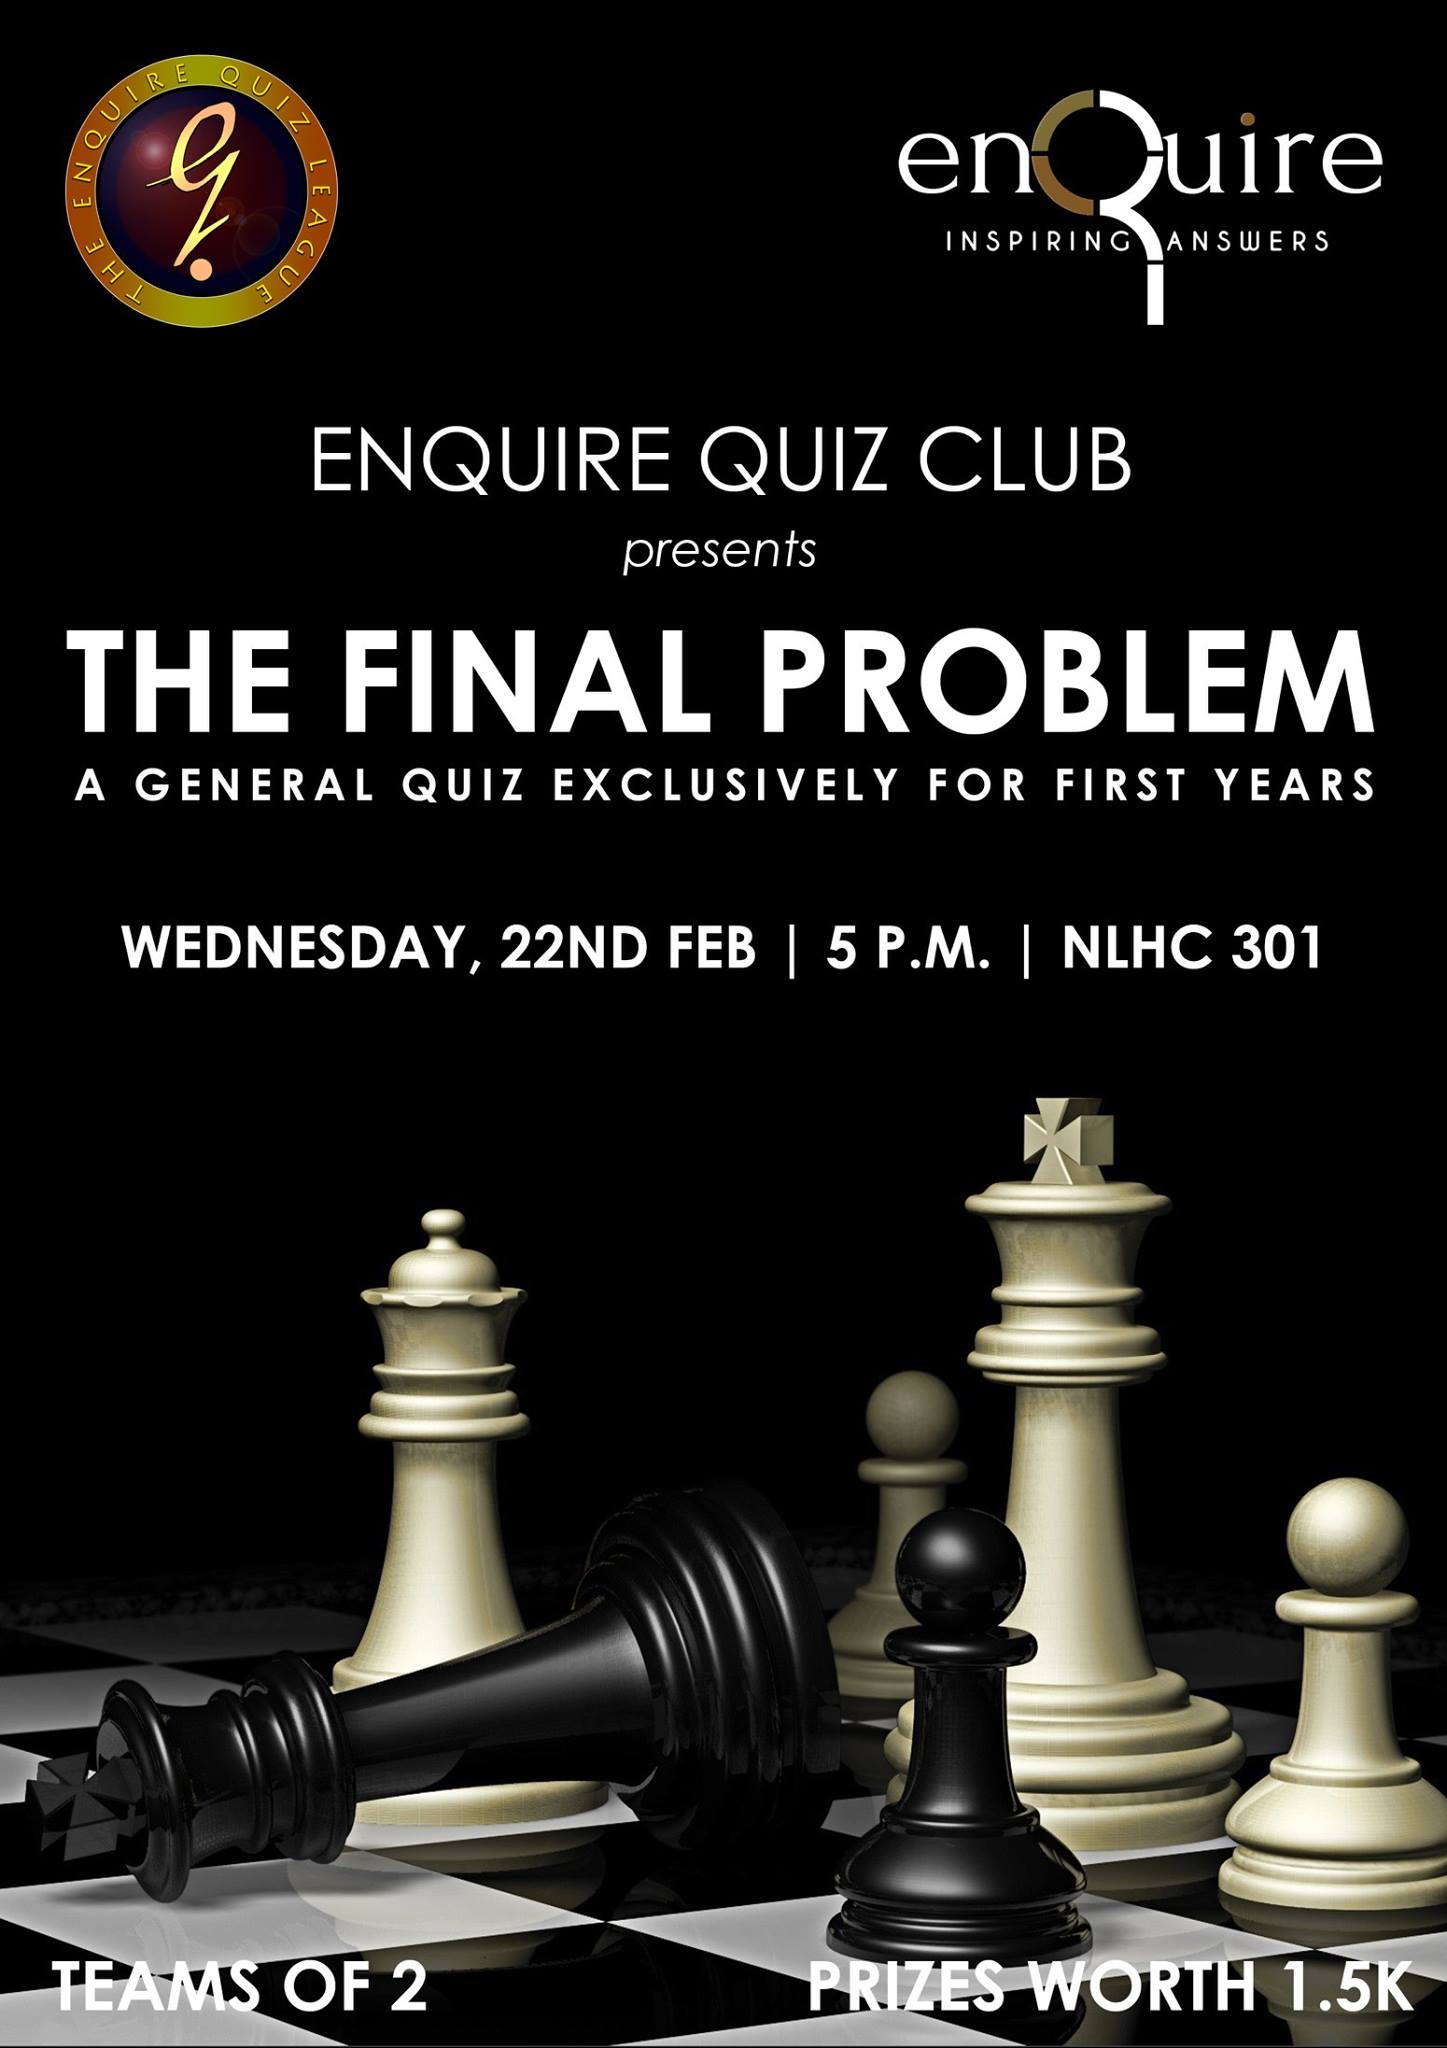 THE ENQUIRE QUIZ LEAGUE
enQuire
INSPIRING ANSWERS
ENQUIRE QUIZ CLUB
presents
THE FINAL PROBLEM
A GENERAL QUIZ EXCLUSIVELY FOR FIRST YEARS
WEDNESDAY, 22ND FEB | 5 P.M. | NLHC 301
TEAMS OF 2
PRIZES WORTH 1.5K